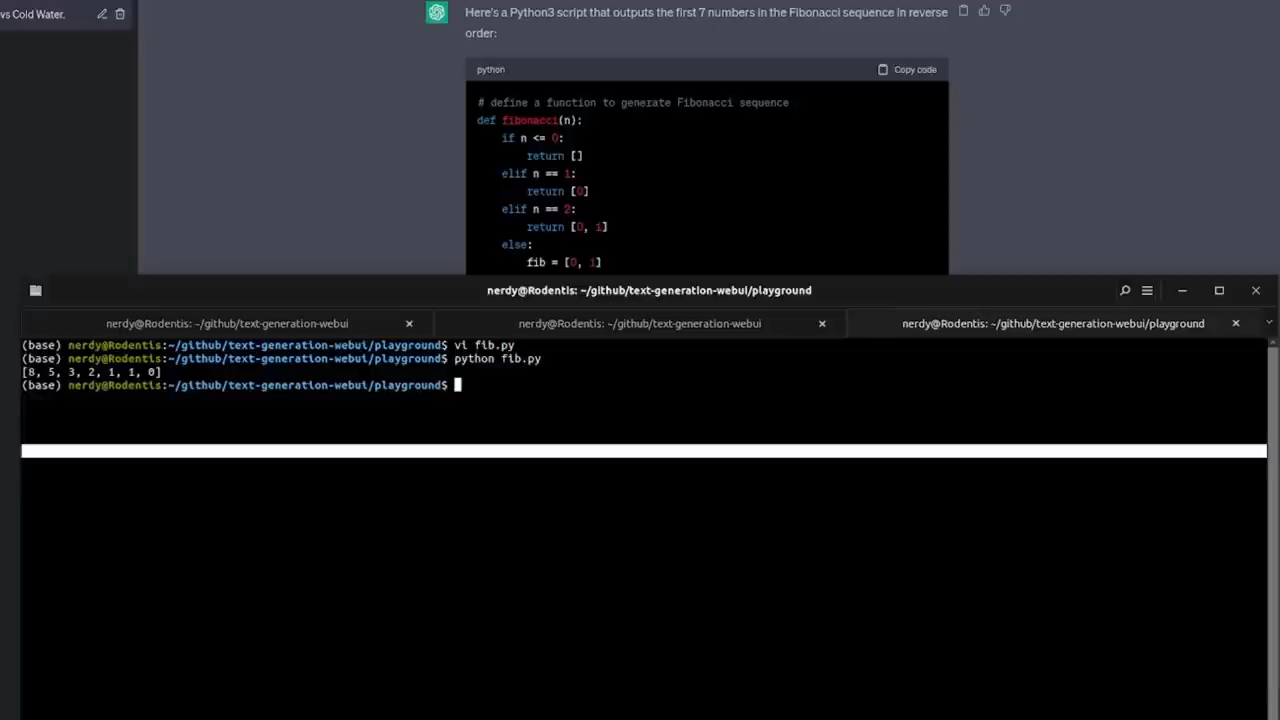 vs Cold Water.
Here's a Python3 script that outputs the first 7 numbers in the Fibonacci sequence in reverse
order:
python
Copy code
# define a function to generate Fibonacci sequence
def fibonacci(n):
if n <= 0:
return []
elif n == 1:
return [0]
elif n == 2:
return [0, 1]
else:
fib = [0, 1]
nerdy@Rodentis: ~/github/text-generation-webui/playground
nerdy@Rodentis: ~/github/text-generation-webui
nerdy@Rodentis: ~/github/text-generation-webui
nerdy@Rodentis: ~/github/text-generation-webui/playground
(base) nerdy@Rodentis:~/github/text-generation-webui/playground$ vi fib.py
(base) nerdy@Rodentis:~/github/text-generation-webui/playground$ python fib.py
[8, 5, 3, 2, 1, 1, 0]
(base) nerdy@Rodentis:~/github/text-generation-webui/playground$